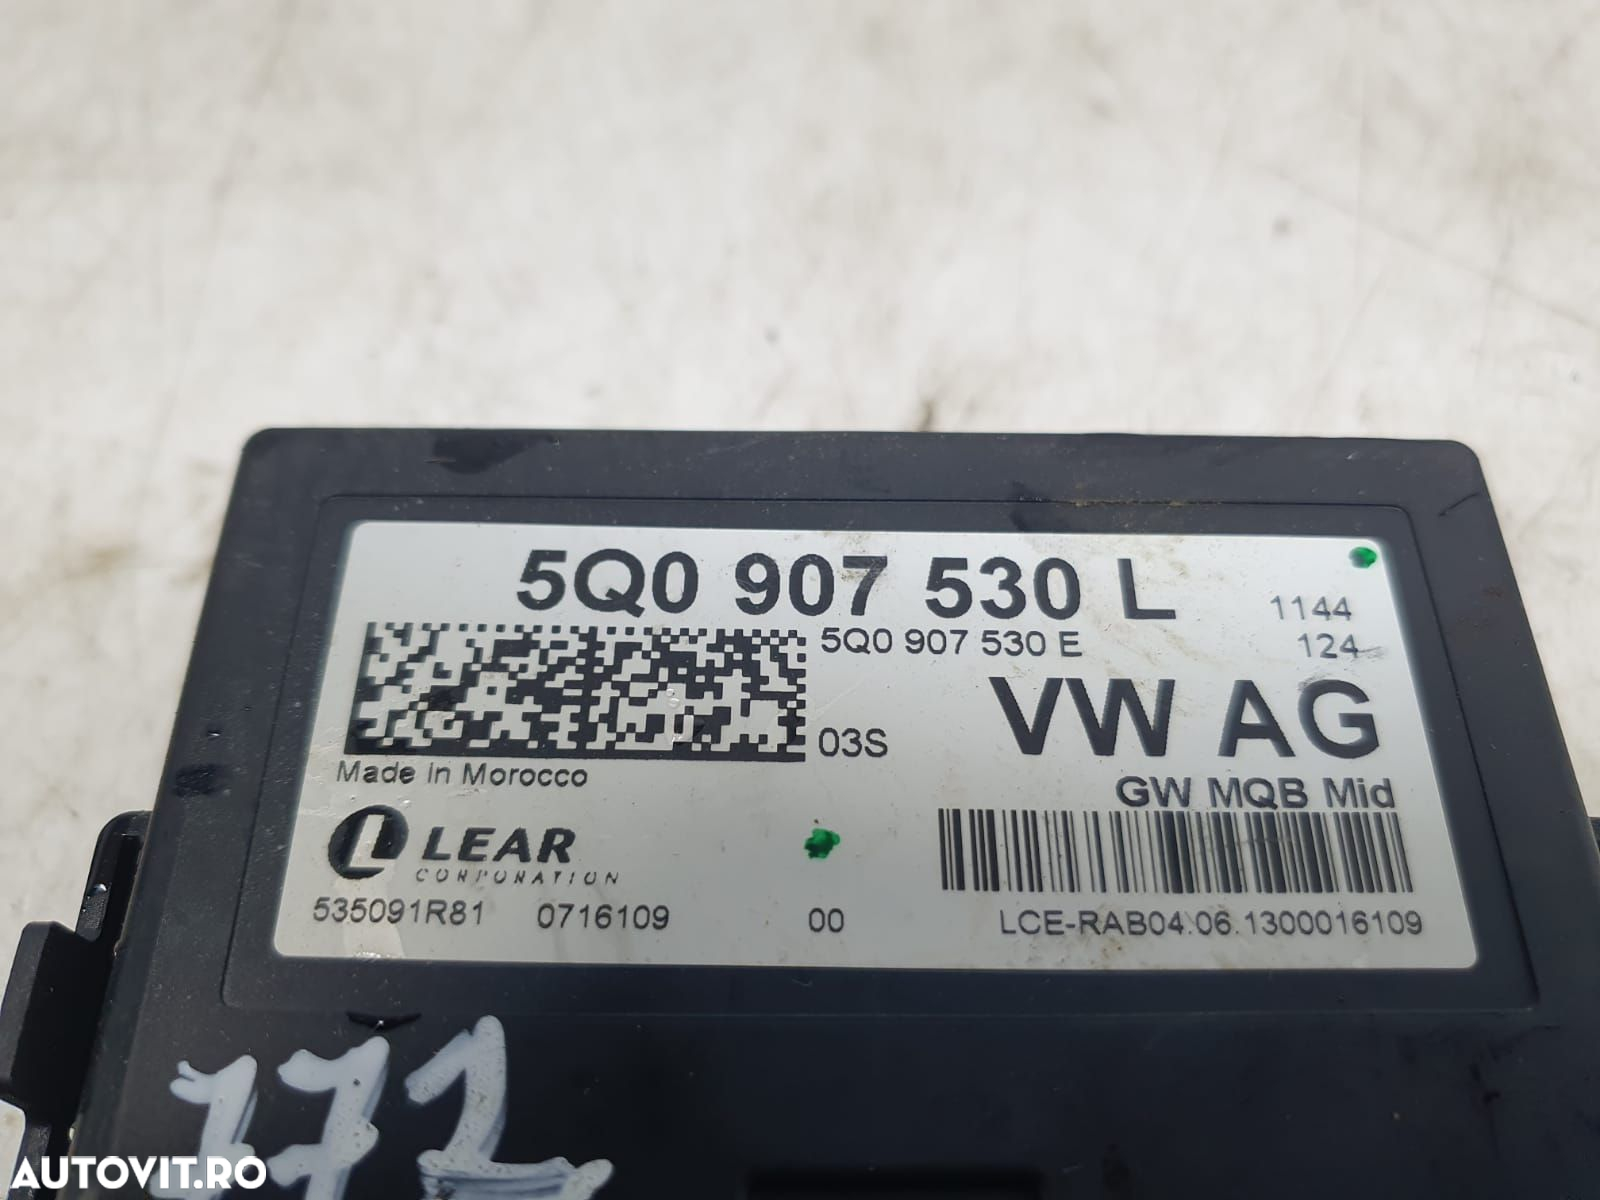 5Q0 907 530 L
1144
5Q0 907 530 E
124
VW AG
03S
Made in Morocco
GW MQB Mid
L LEAR
CORPORATION
535091R81 0716109 00 LCE-RAB04.06.1300016109
772
AUTOVIT.RO